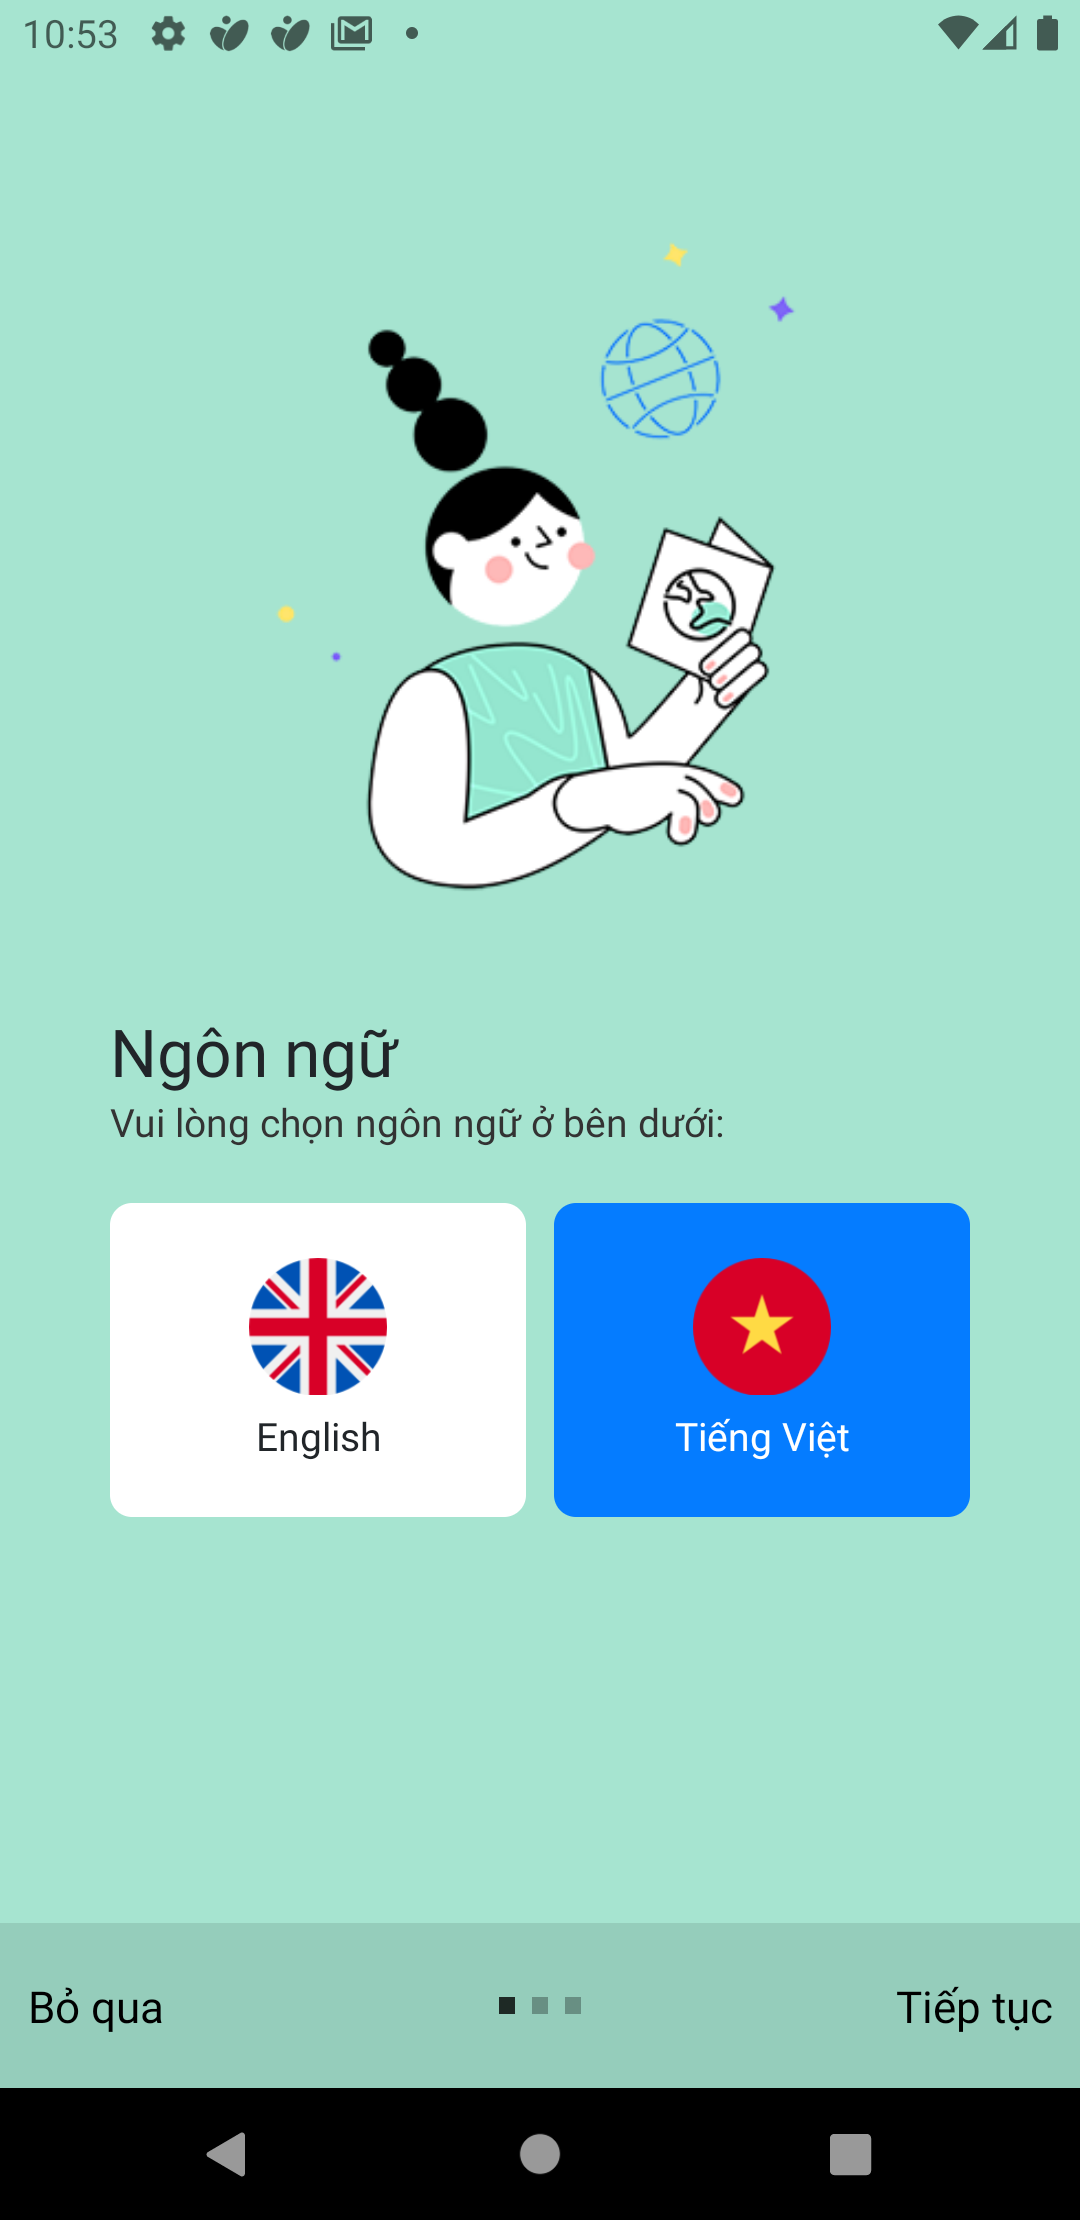 10:53
Ngôn ngữ
Vui lòng chọn ngôn ngữ ở bên dưới:
English
Tiếng Việt
Bỏ qua
Tiếp tục